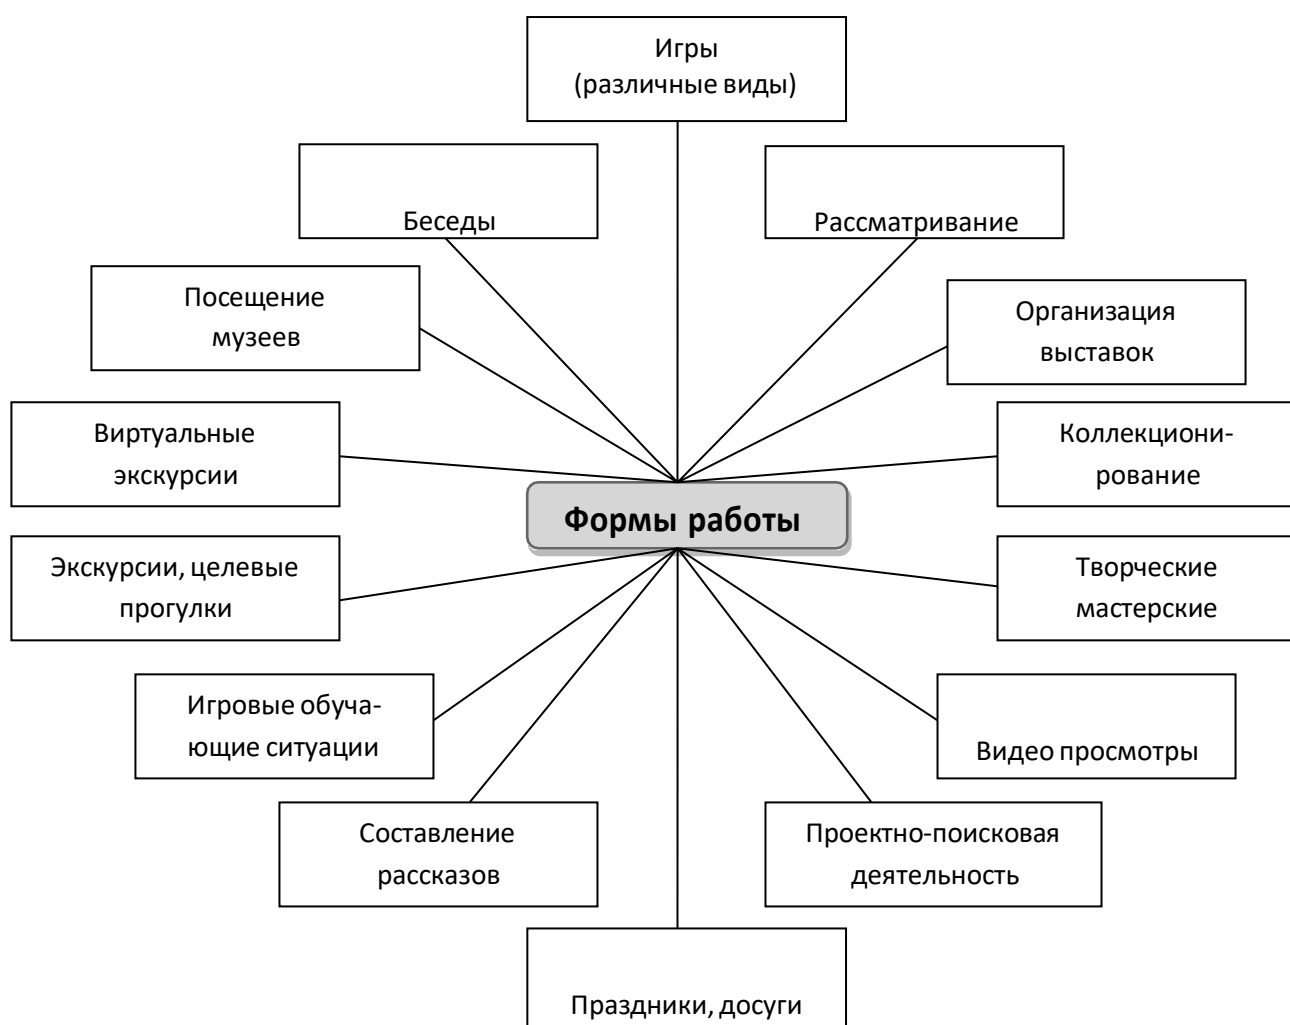 Игры
(различные виды)
Беседы
Рассматривание
Посещение
музеев
Организация
выставок
Виртуальные
экскурсии
Коллекциони-
рование
Формы работы
Экскурсии, целевые
прогулки
Творческие
мастерские
Игровые обуча-
ющие ситуации
Видео просмотры
Составление
рассказов
Проектно-поисковая
деятельность
Праздники, досуги